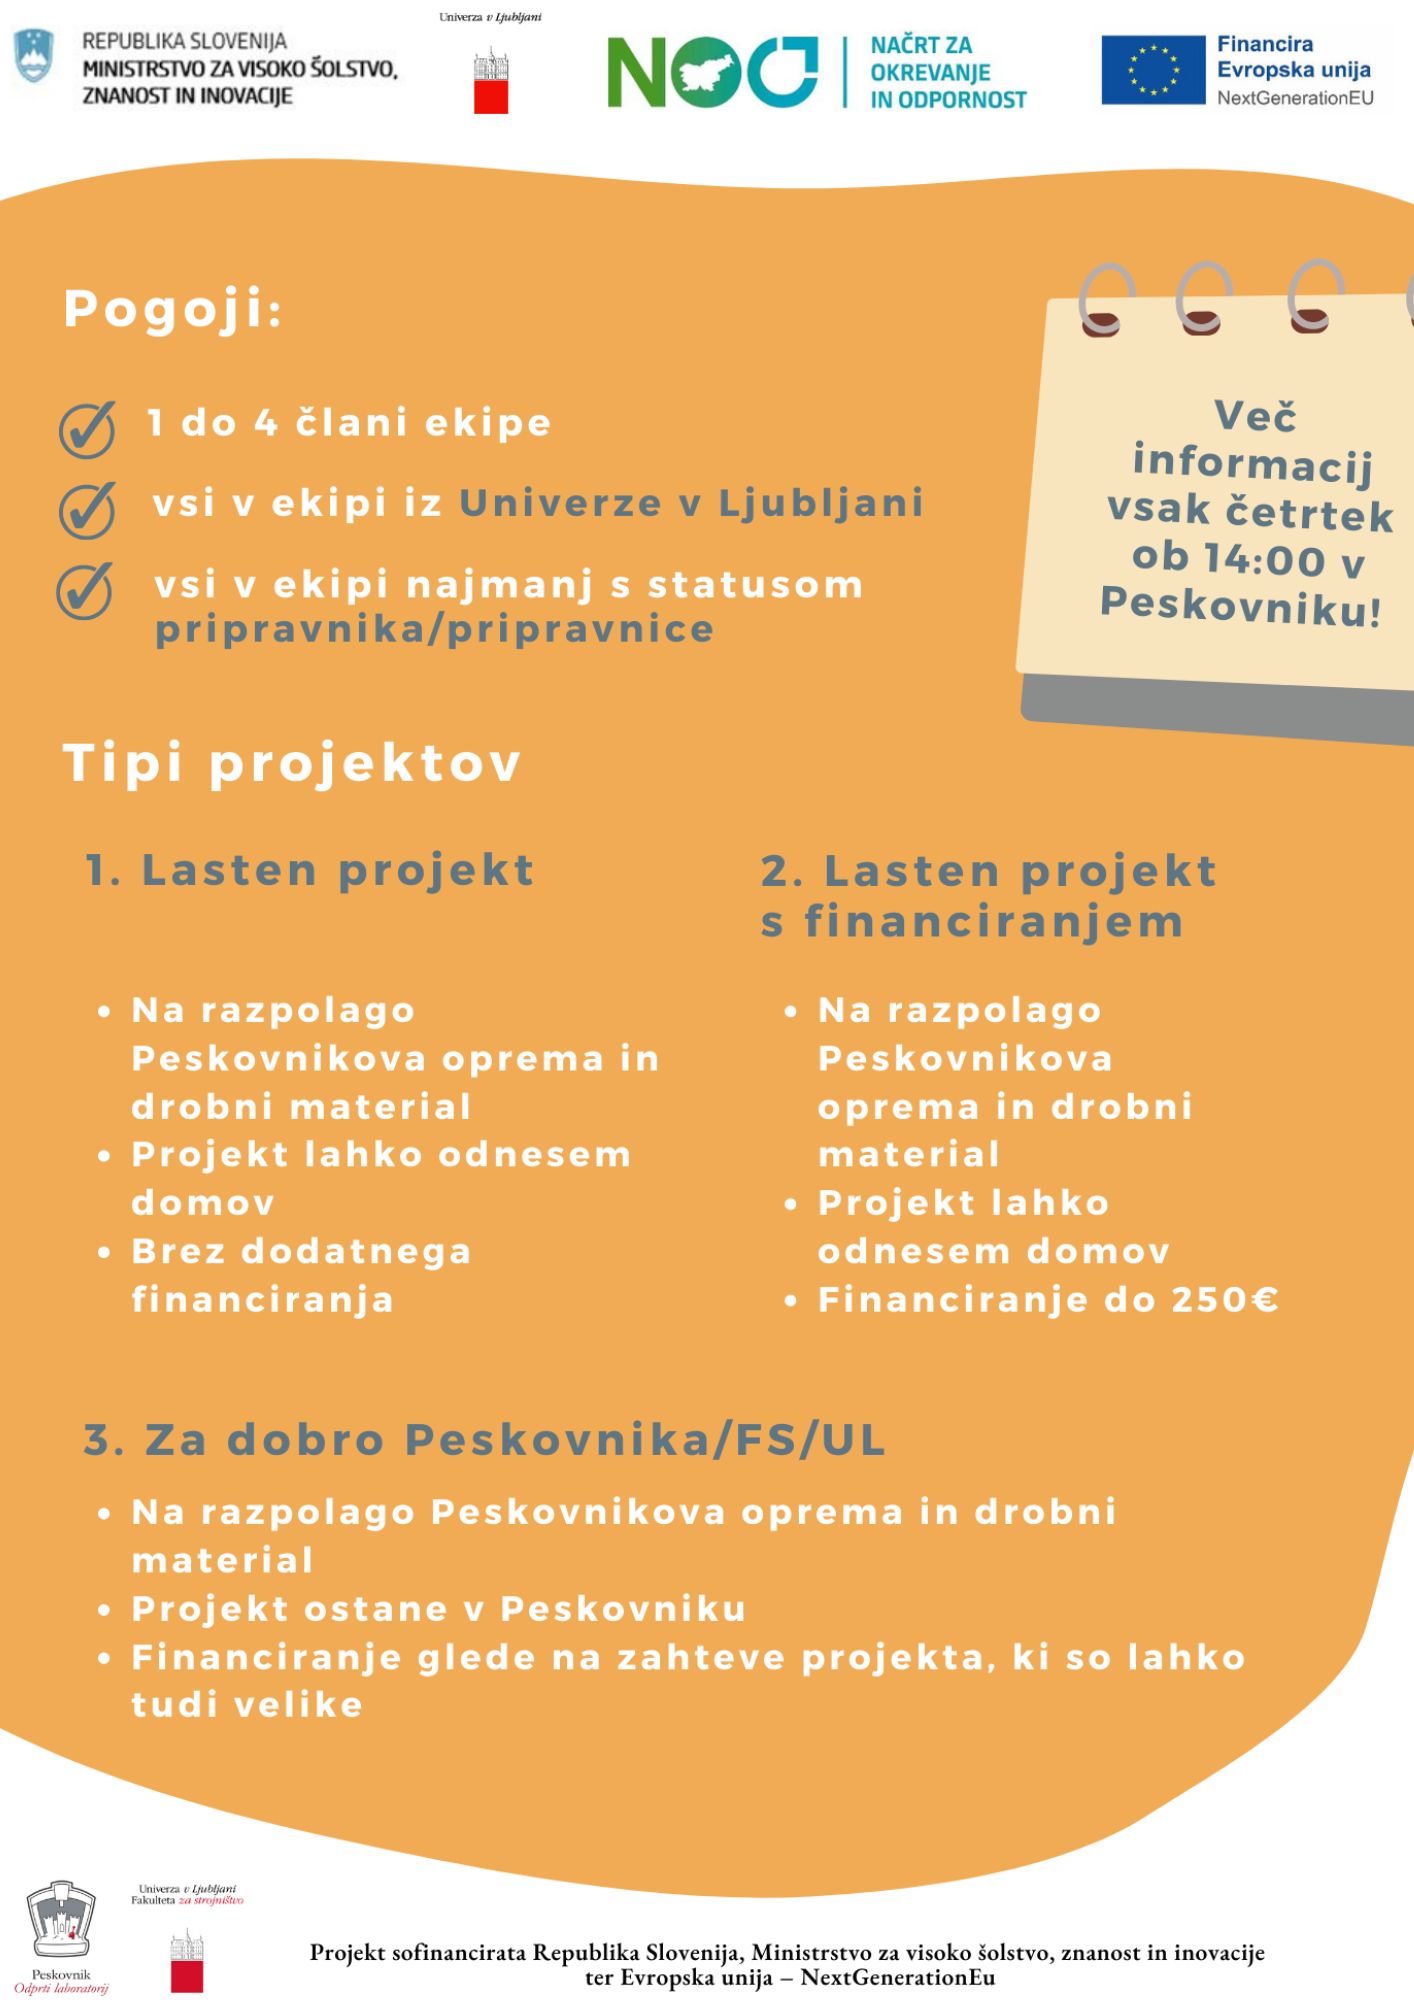 REPUBLIKA SLOVENIJA
MINISTRSTVO ZA VISOKO ŠOLSTVO,
ZNANOST IN INOVACIJE
Univerza v Ljubljani
NOO
NAČRT ZA
OKREVANJE
IN ODPORNOST
Financira
Evropska unija
NextGenerationEU
Pogoji:
1 do 4 člani ekipe
vsi v ekipi iz Univerze v Ljubljani
vsi v ekipi najmanj s statusom
pripravnika/pripravnice
Več
informacij
vsak četrtek
ob 14:00 v
Peskovniku!
Tipi projektov
1. Lasten projekt
• Na razpolago
Peskovnikova oprema in
drobni material
• Projekt lahko odnesem
domov
• Brez dodatnega
financiranja
2. Lasten projekt
s financiranjem
• Na razpolago
Peskovnikova
oprema in drobni
material
• Projekt lahko
odnesem domov
• Financiranje do 250€
3. Za dobro Peskovnika/FS/UL
• Na razpolago Peskovnikova oprema in drobni
material
• Projekt ostane v Peskovniku
• Financiranje glede na zahteve projekta, ki so lahko
tudi velike
Peskovnik
Odprti laboratorij
Univerza v Ljubljani
Fakulteta za strojništvo
Projekt sofinancirata Republika Slovenija, Ministrstvo za visoko šolstvo, znanost in inovacije
ter Evropska unija – NextGenerationEu